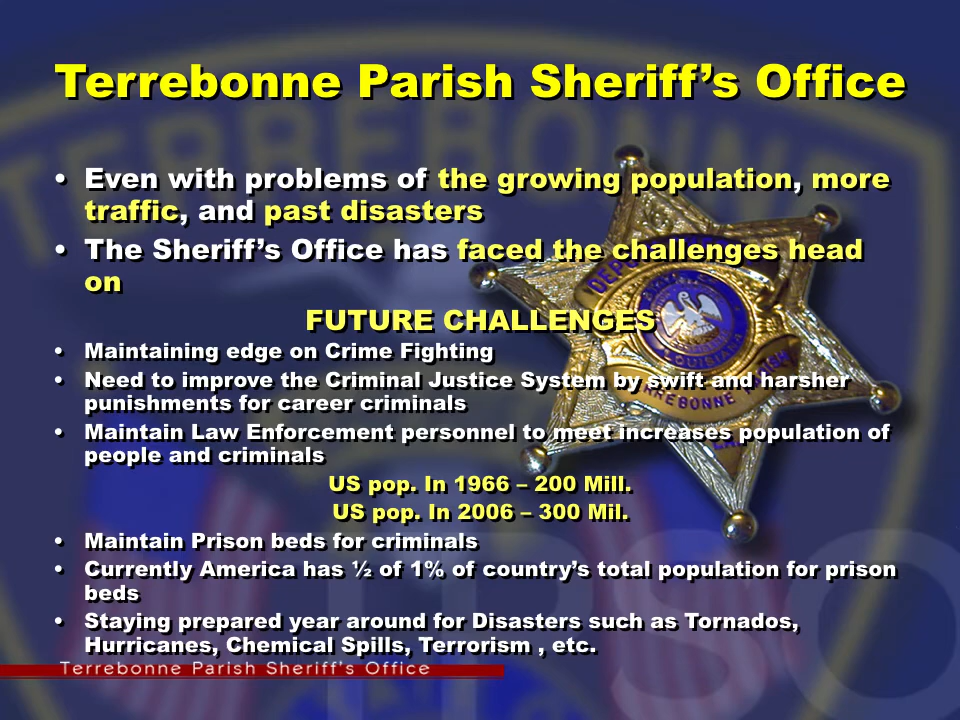 Terrebonne Parish Sheriff’s Office
• Even with problems of the growing population, more
traffic, and past disasters
• The Sheriff’s Office has faced the challenges head
on
FUTURE CHALLENGES
• Maintaining edge on Crime Fighting
• Need to improve the Criminal Justice System by swift and harsher
punishments for career criminals
• Maintain Law Enforcement personnel to meet increases population of
people and criminals
US pop. In 1966 – 200 Mill.
US pop. In 2006 – 300 Mil.
• Maintain Prison beds for criminals
• Currently America has ½ of 1% of country’s total population for prison
beds
• Staying prepared year around for Disasters such as Tornados,
Hurricanes, Chemical Spills, Terrorism , etc.
Terrebonne Parish Sheriff's Office
TERREBONNE
LOUISIANA
TERREBONNE PARISH
TPSO